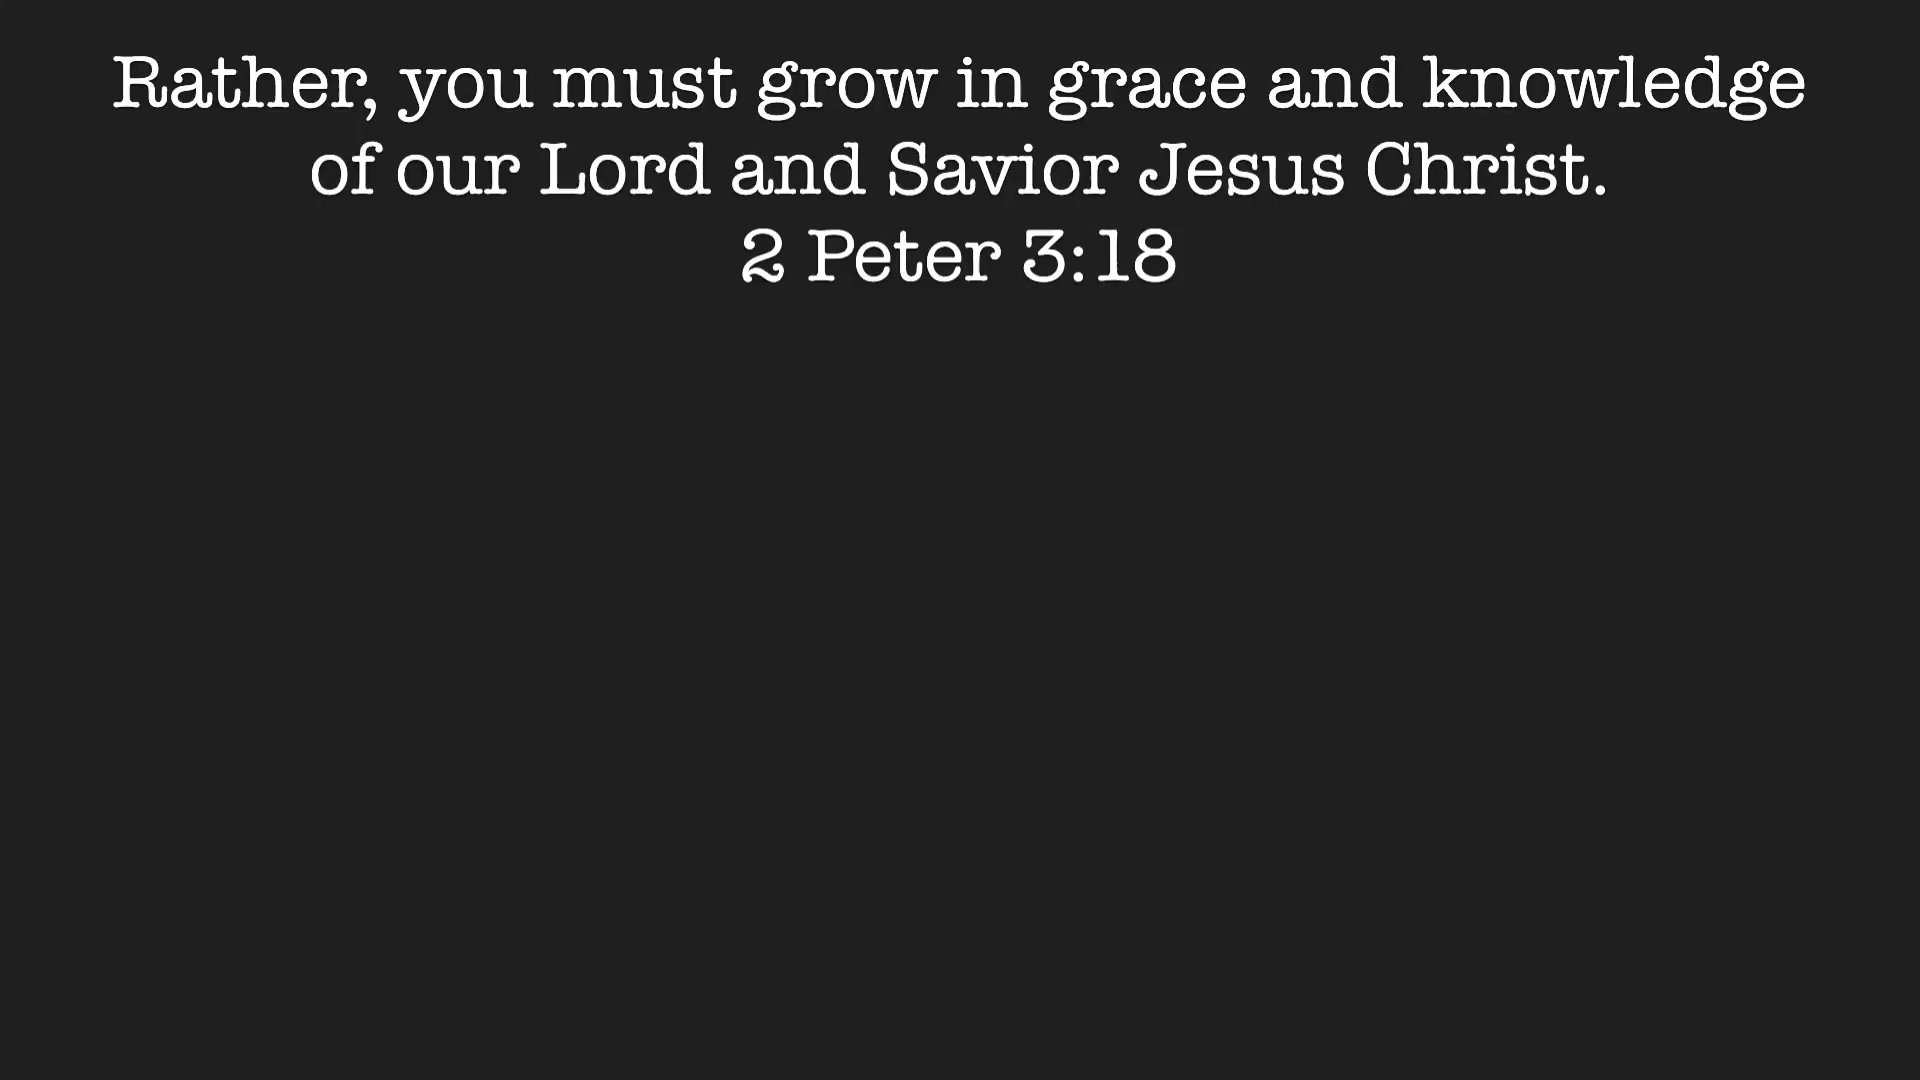 Rather, you must grow in grace and knowledge
of our Lord and Savior Jesus Christ.
2 Peter 3:18